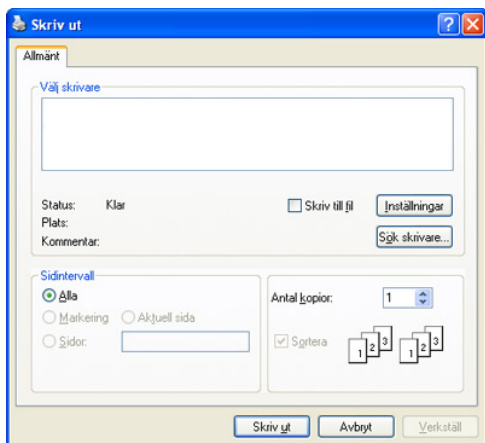 Skriv ut
Allmänt
Välj skrivare
Status: Klar
Plats:
Kommentar:
Skriv till fil
Inställningar
Sök skrivare...
Sidintervall
Alla
Markering Aktuell sida
Sidor:
Antal kopior: 1
Sortera
1 2 3 1 2 3
Skriv ut Avbryt Verkställ